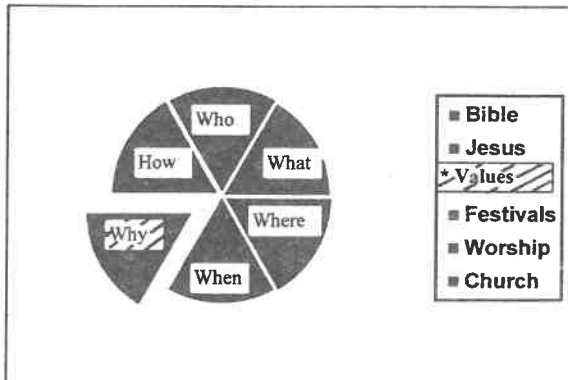 Who
How
What
Why
Where
When
Bible
Jesus
* Values
Festivals
Worship
Church